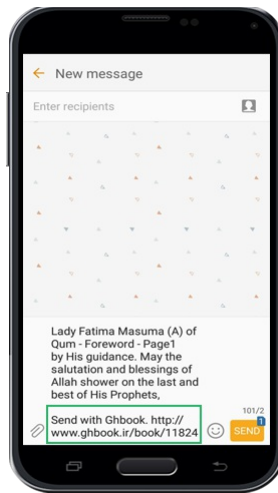 New message
Enter recipients
Lady Fatima Masuma (A) of
Qum - Foreword - Page1
by His guidance. May the
salutation and blessings of
Allah shower on the last and
best of His Prophets,
Send with Ghbook. http://
www.ghbook.ir/book/11824
101/2
1
SEND